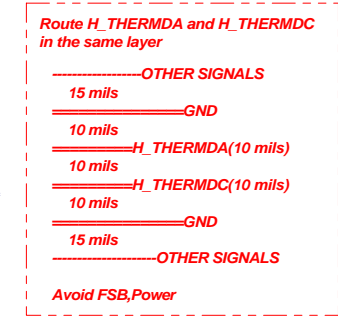 Route H_THERMDA and H_THERMDC
in the same layer
------------------OTHER SIGNALS
15 mils
================GND
10 mils
==========H_THERMDA(10 mils)
10 mils
==========H_THERMDC(10 mils)
10 mils
================GND
15 mils
---------------------OTHER SIGNALS
Avoid FSB,Power